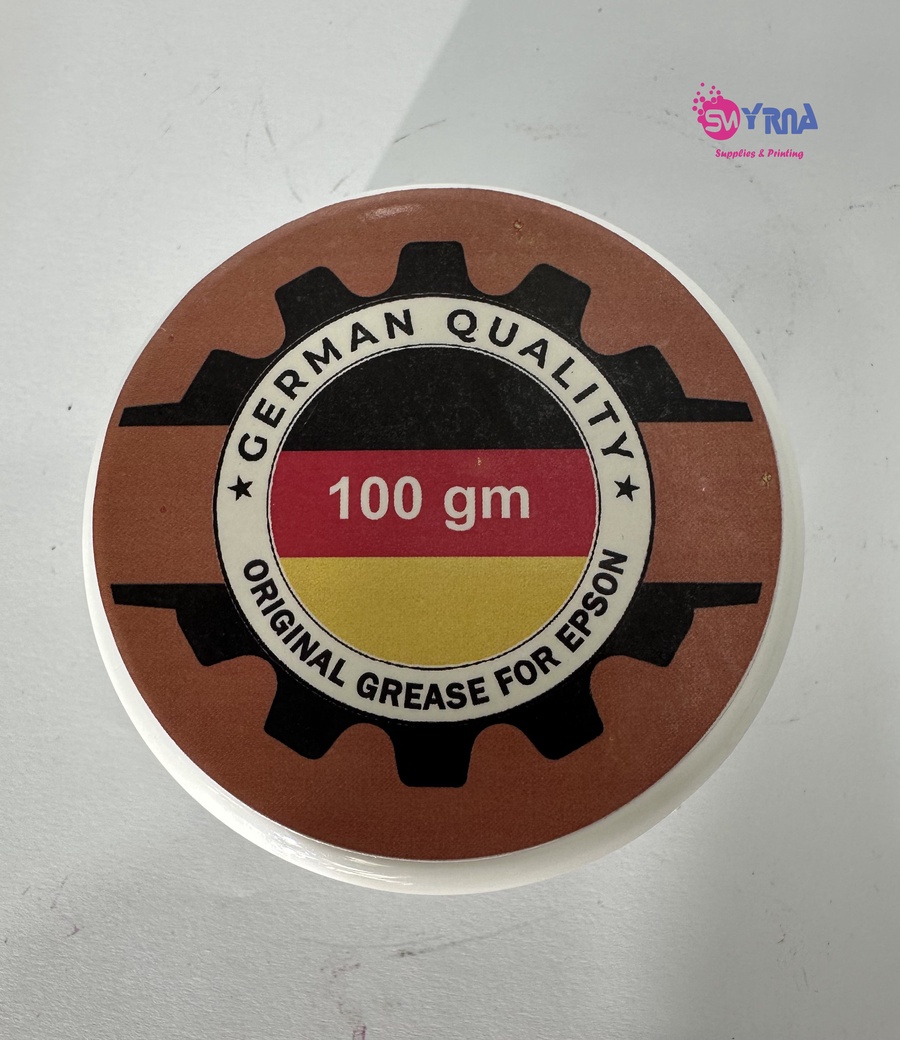 SMYRNA
Supplies & Printing
GERMAN QUALITY
100 gm
ORIGINAL GREASE FOR EPSON